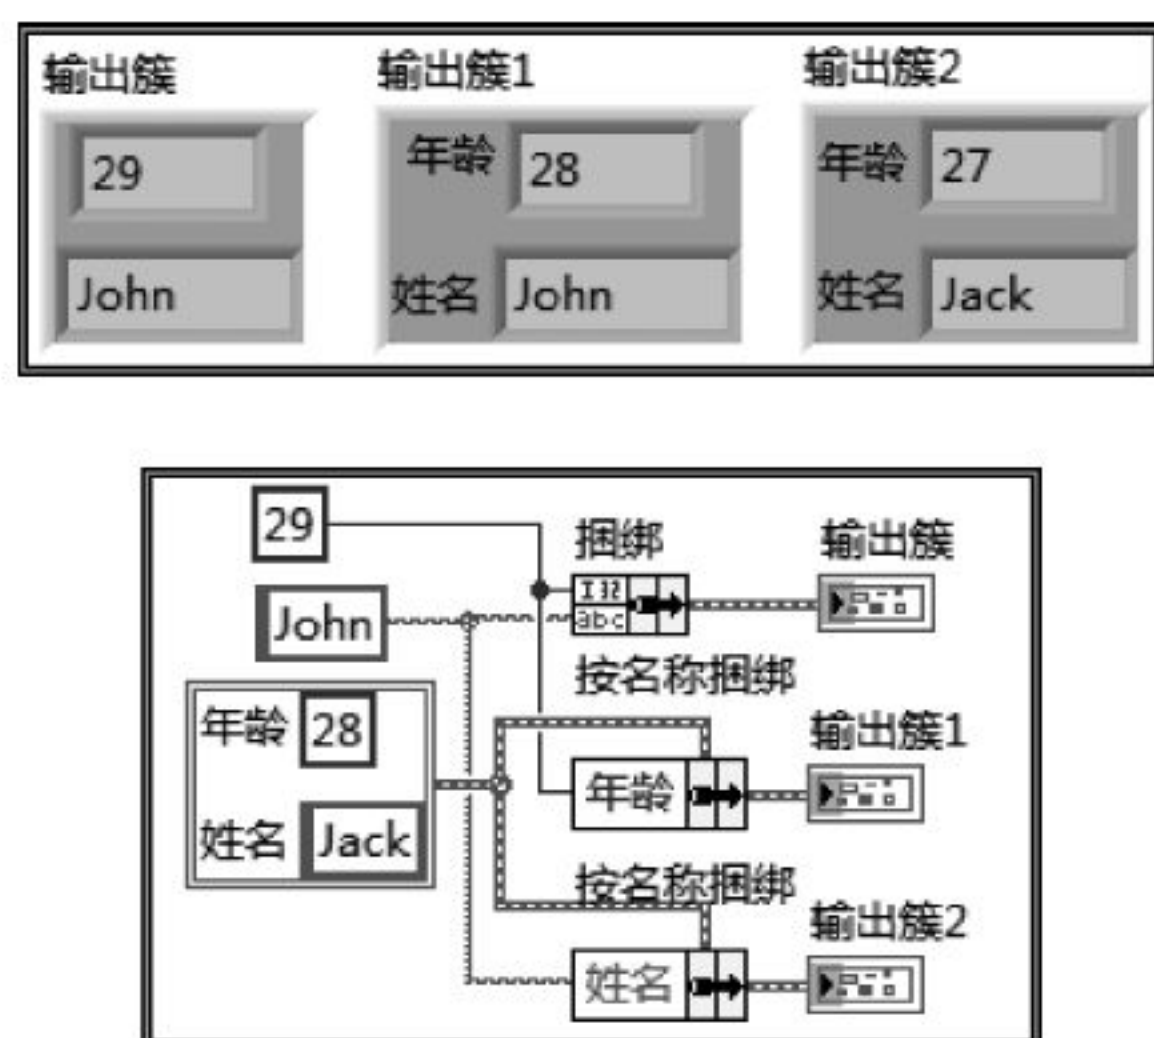 输出簇 输出簇1 输出簇2
29 年龄 28 年龄 27
John 姓名 John 姓名 Jack
29
捆绑 输出簇
I32
John abc
按名称捆绑
年龄 28 输出簇1
年龄
姓名 Jack
按名称捆绑
输出簇2
姓名